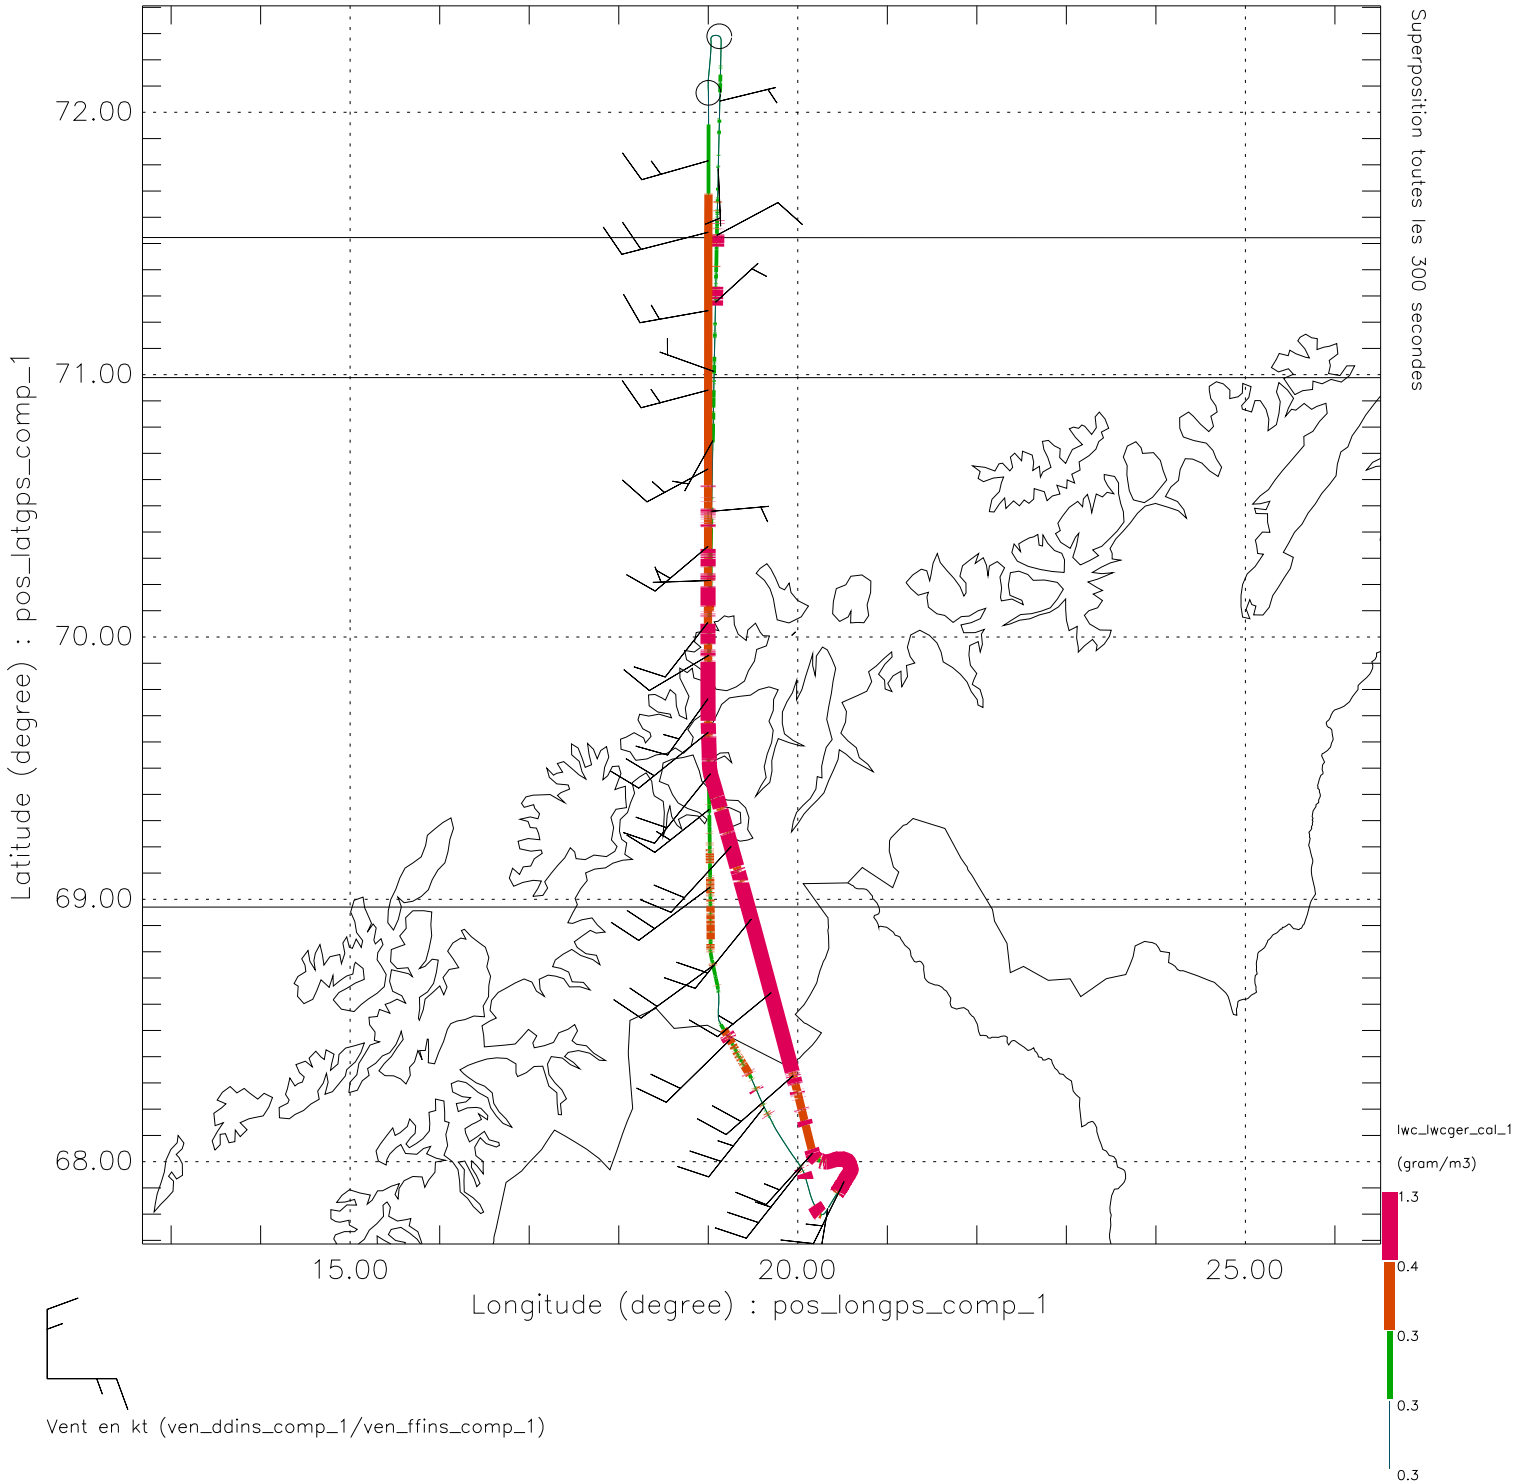 Superposition toutes les 300 secondes
Latitude (degree) : pos_latgps_comp_1
72.00
71.00
70.00
69.00
68.00
15.00
20.00
25.00
Longitude (degree) : pos_longps_comp_1
lwc_lwcger_cal_1
(gram/m3)
1.3
0.4
0.3
0.3
0.3
Vent en kt (ven_ddins_comp_1/ven_ffins_comp_1)